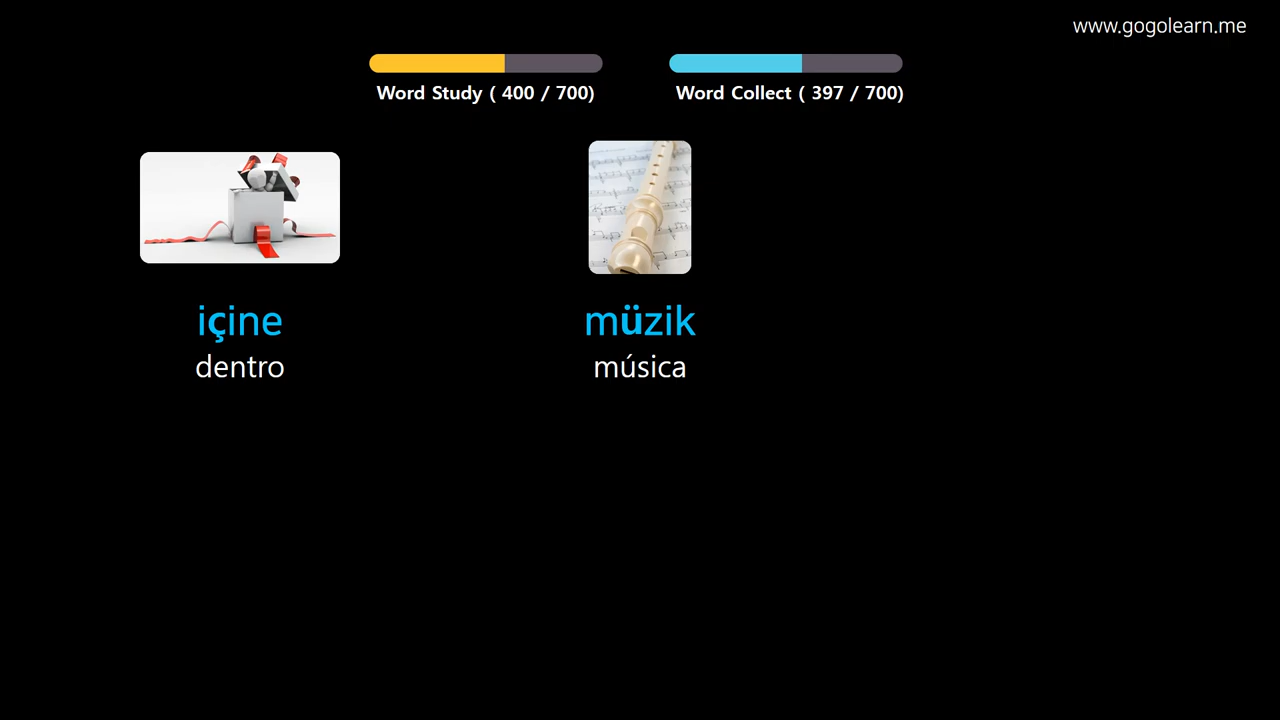 www.gogolearn.me
Word Study ( 400 / 700)
Word Collect ( 397 / 700)
içine
dentro
müzik
música